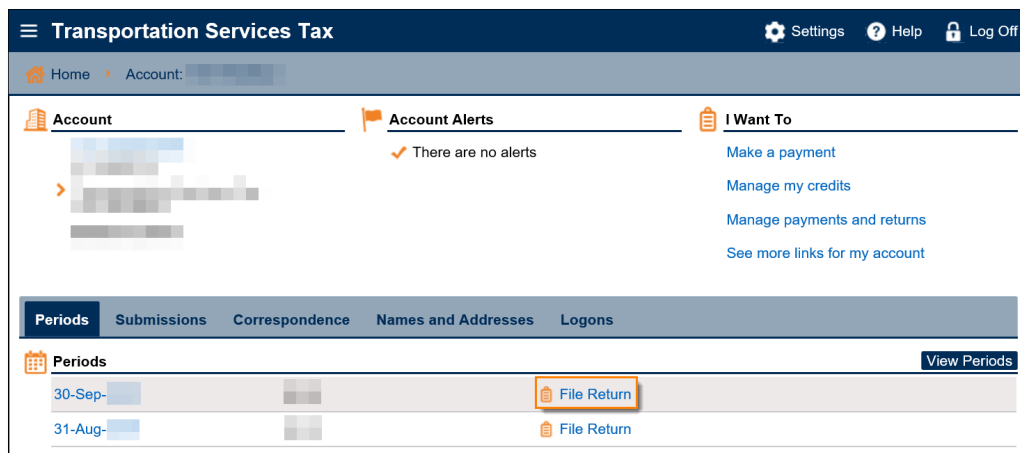 Transportation Services Tax
Settings
Help
Log Off
Home
Account:
Account
Account Alerts
There are no alerts
I Want To
Make a payment
Manage my credits
Manage payments and returns
See more links for my account
Periods Submissions Correspondence Names and Addresses Logons
Periods
View Periods
30-Sep-
File Return
31-Aug-
File Return